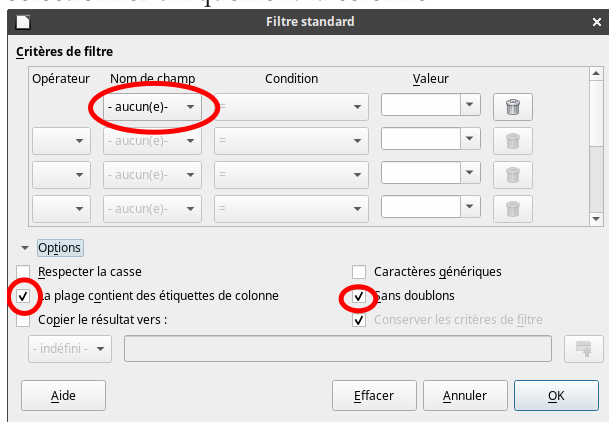 Filtre standard
Critères de filtre
Opérateur Nom de champ Condition Valeur
- aucun(e)- =
- aucun(e)- =
- aucun(e)- =
- aucun(e)- =
Options
Respecter la casse Caractères génériques
La plage contient des étiquettes de colonne Sans doublons
Copier le résultat vers : Conserver les critères de filtre
- indéfini -
Aide Effacer Annuler OK